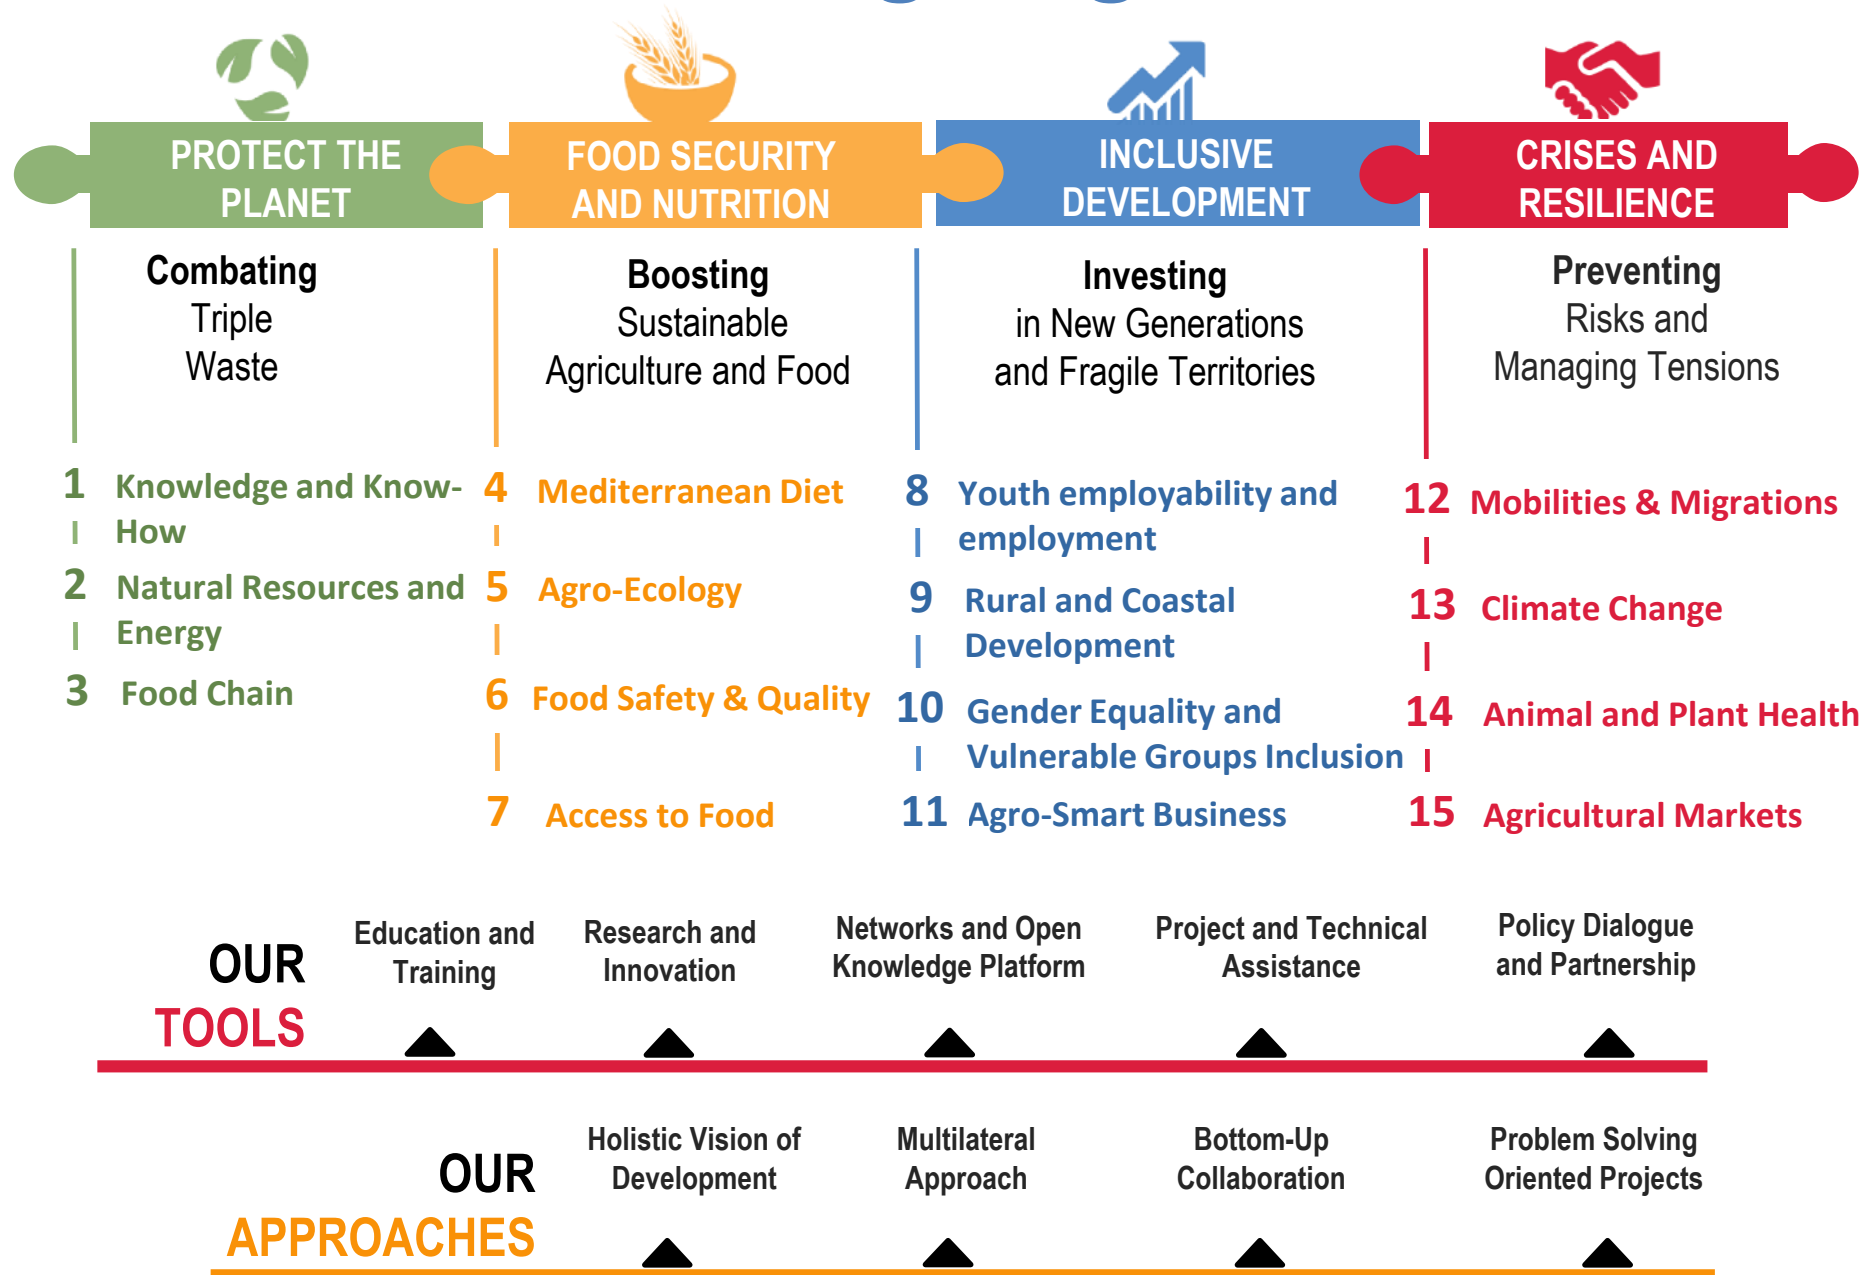 PROTECT THE
PLANET
FOOD SECURITY
AND NUTRITION
INCLUSIVE
DEVELOPMENT
CRISES AND
RESILIENCE
Combating
Triple
Waste
Boosting
Sustainable
Agriculture and Food
Investing
in New Generations
and Fragile Territories
Preventing
Risks and
Managing Tensions
1 Knowledge and Know-
How
2 Natural Resources and
Energy
3 Food Chain
4 Mediterranean Diet
5 Agro-Ecology
6 Food Safety & Quality
7 Access to Food
8 Youth employability and
employment
9 Rural and Coastal
Development
10 Gender Equality and
Vulnerable Groups Inclusion
11 Agro-Smart Business
12 Mobilities & Migrations
13 Climate Change
14 Animal and Plant Health
15 Agricultural Markets
OUR
TOOLS
Education and
Training
Research and
Innovation
Networks and Open
Knowledge Platform
Project and Technical
Assistance
Policy Dialogue
and Partnership
OUR
APPROACHES
Holistic Vision of
Development
Multilateral
Approach
Bottom-Up
Collaboration
Problem Solving
Oriented Projects